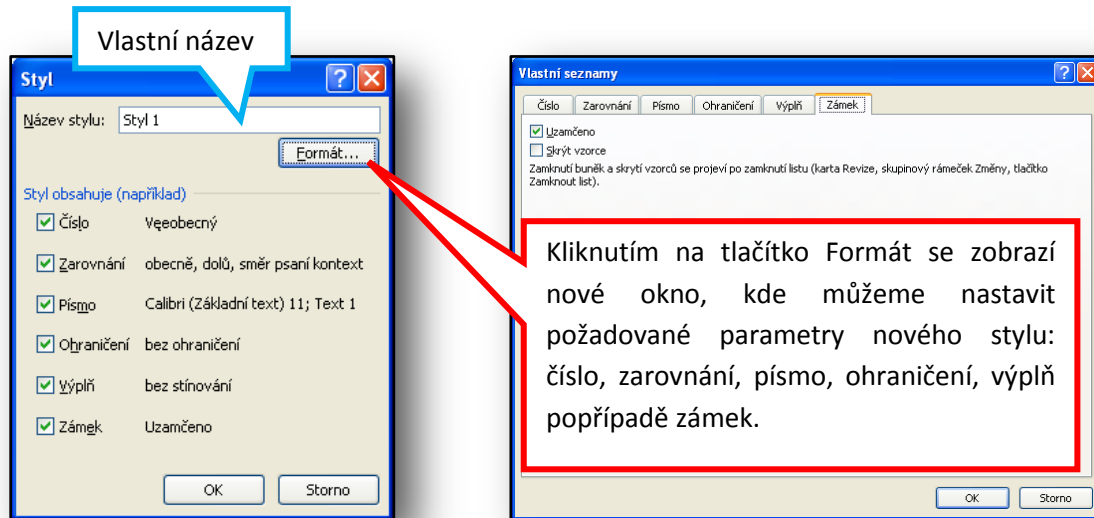 Vlastní název
Styl
Název stylu: Styl 1
Formát...
Styl obsahuje (například)
Číslo Vęeobecný
Zarovnání obecně, dolů, směr psaní kontext
Písmo Calibri (Základní text) 11; Text 1
Ohraničení bez ohraničení
Výplň bez stínování
Zámek Uzamčeno
OK Storno
Vlastní seznamy
Číslo Zarovnání Písmo Ohraničení Výplň Zámek
Uzamčeno
Skrýt vzorce
Zamknutí buněk a skrytí vzorců se projeví po zamknutí listu (karta Revize, skupinový rámeček Změny, tlačítko
Zamknout list).
Kliknutím na tlačítko Formát se zobrazí
nové okno, kde můžeme nastavit
požadované parametry nového stylu:
číslo, zarovnání, písmo, ohraničení, výplň
popřípadě zámek.
OK Storno